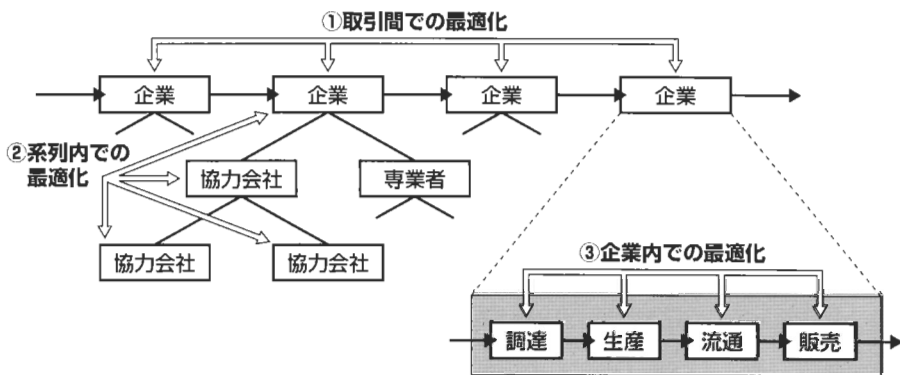 ①取引間での最適化
企業
企業
企業
企業
②系列内での
最適化
協力会社
専業者
協力会社
協力会社
③企業内での最適化
調達
生産
流通
販売